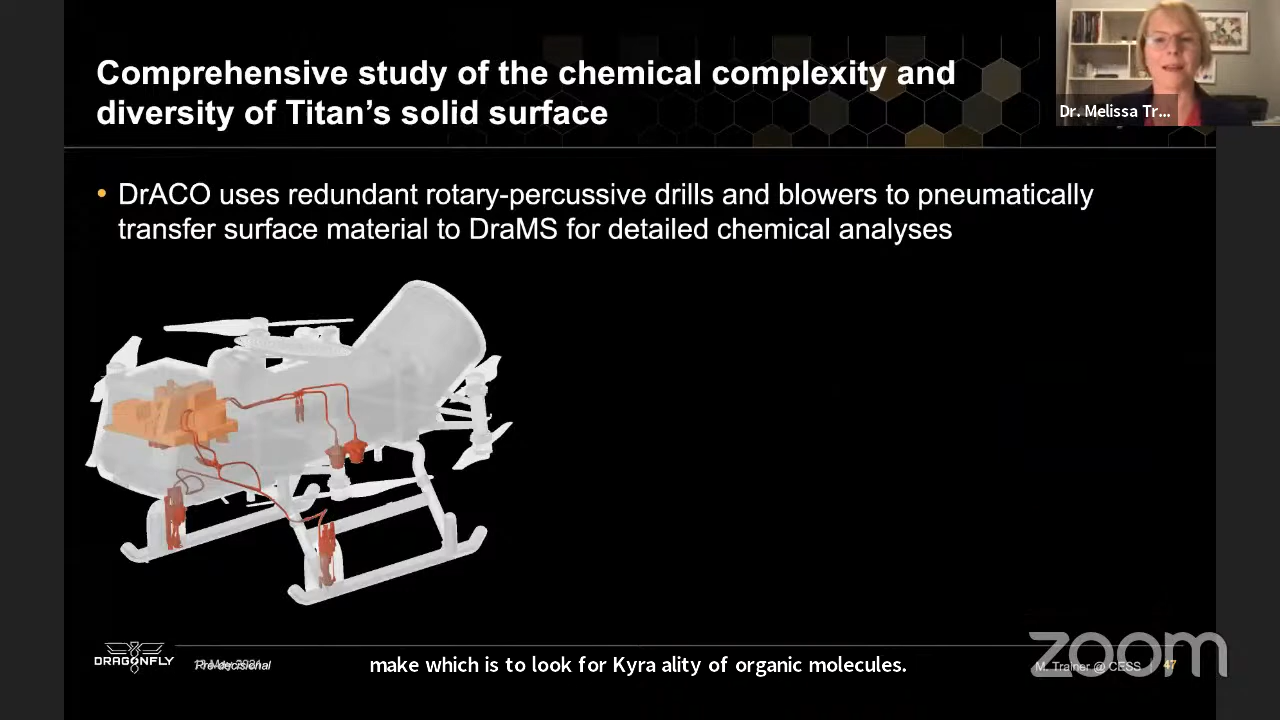 Comprehensive study of the chemical complexity and
diversity of Titan's solid surface
Dr. Melissa Tr...
• DrACO uses redundant rotary-percussive drills and blowers to pneumatically
transfer surface material to DraMS for detailed chemical analyses
DRAGONFLY
Pre-decisional
make which is to look for Kyra ality of organic molecules.
M. Trainer @ CESS | 47
zoom